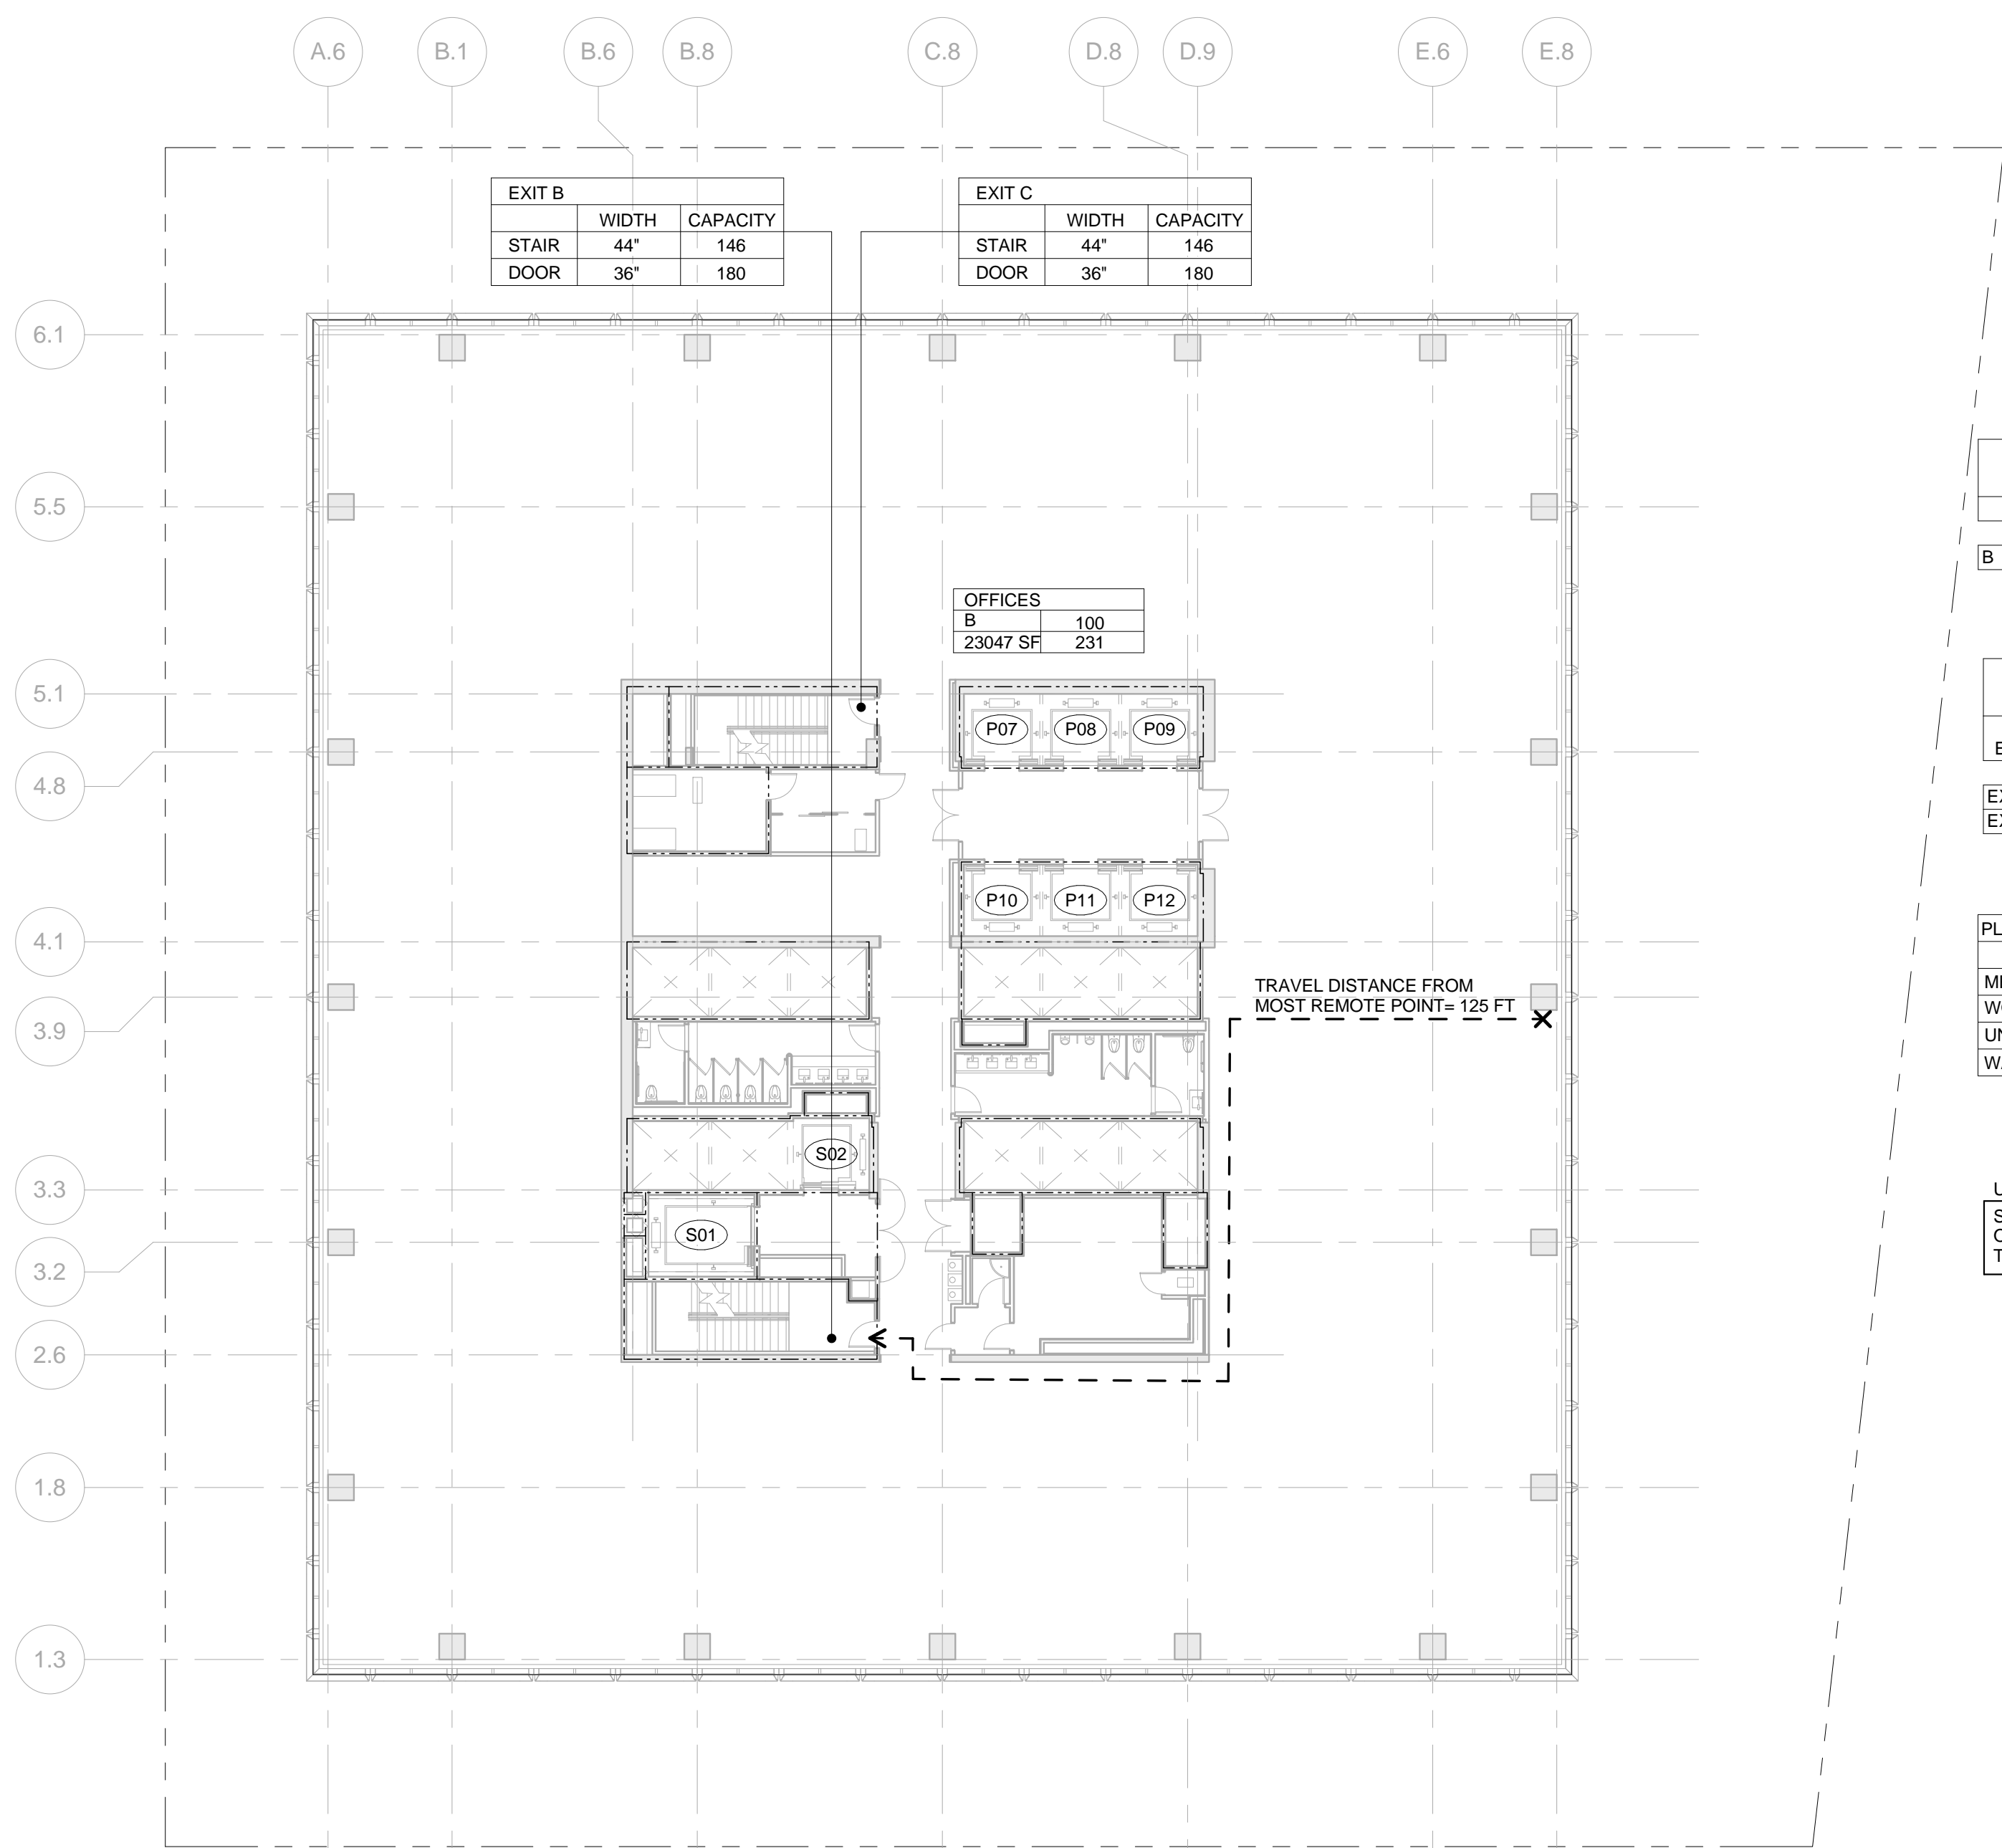 A.6 B.1 B.6 B.8 C.8 D.8 D.9 E.6 E.8
EXIT B
WIDTH CAPACITY
STAIR 44" 146
DOOR 36" 180
EXIT C
WIDTH CAPACITY
STAIR 44" 146
DOOR 36" 180
6.1
5.5
B
OFFICES
B 100
23047 SF 231
5.1
P07 P08 P09
4.8
EX
EX
P10 P11 P12
4.1
PL
TRAVEL DISTANCE FROM
MOST REMOTE POINT= 125 FT
3.9
UN
S02
3.3
S01
U
S
T
3.2
2.6
1.8
1.3